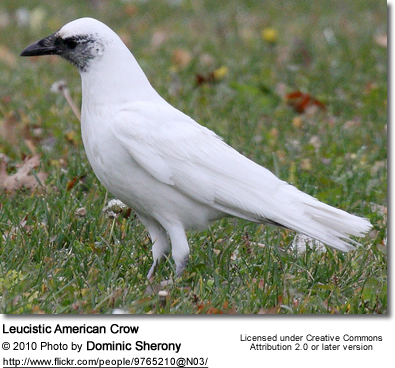 Leucistic American Crow
© 2010 Photo by Dominic Sherony
http://www.flickr.com/people/9765210@N03/
Licensed under Creative Commons
Attribution 2.0 or later version